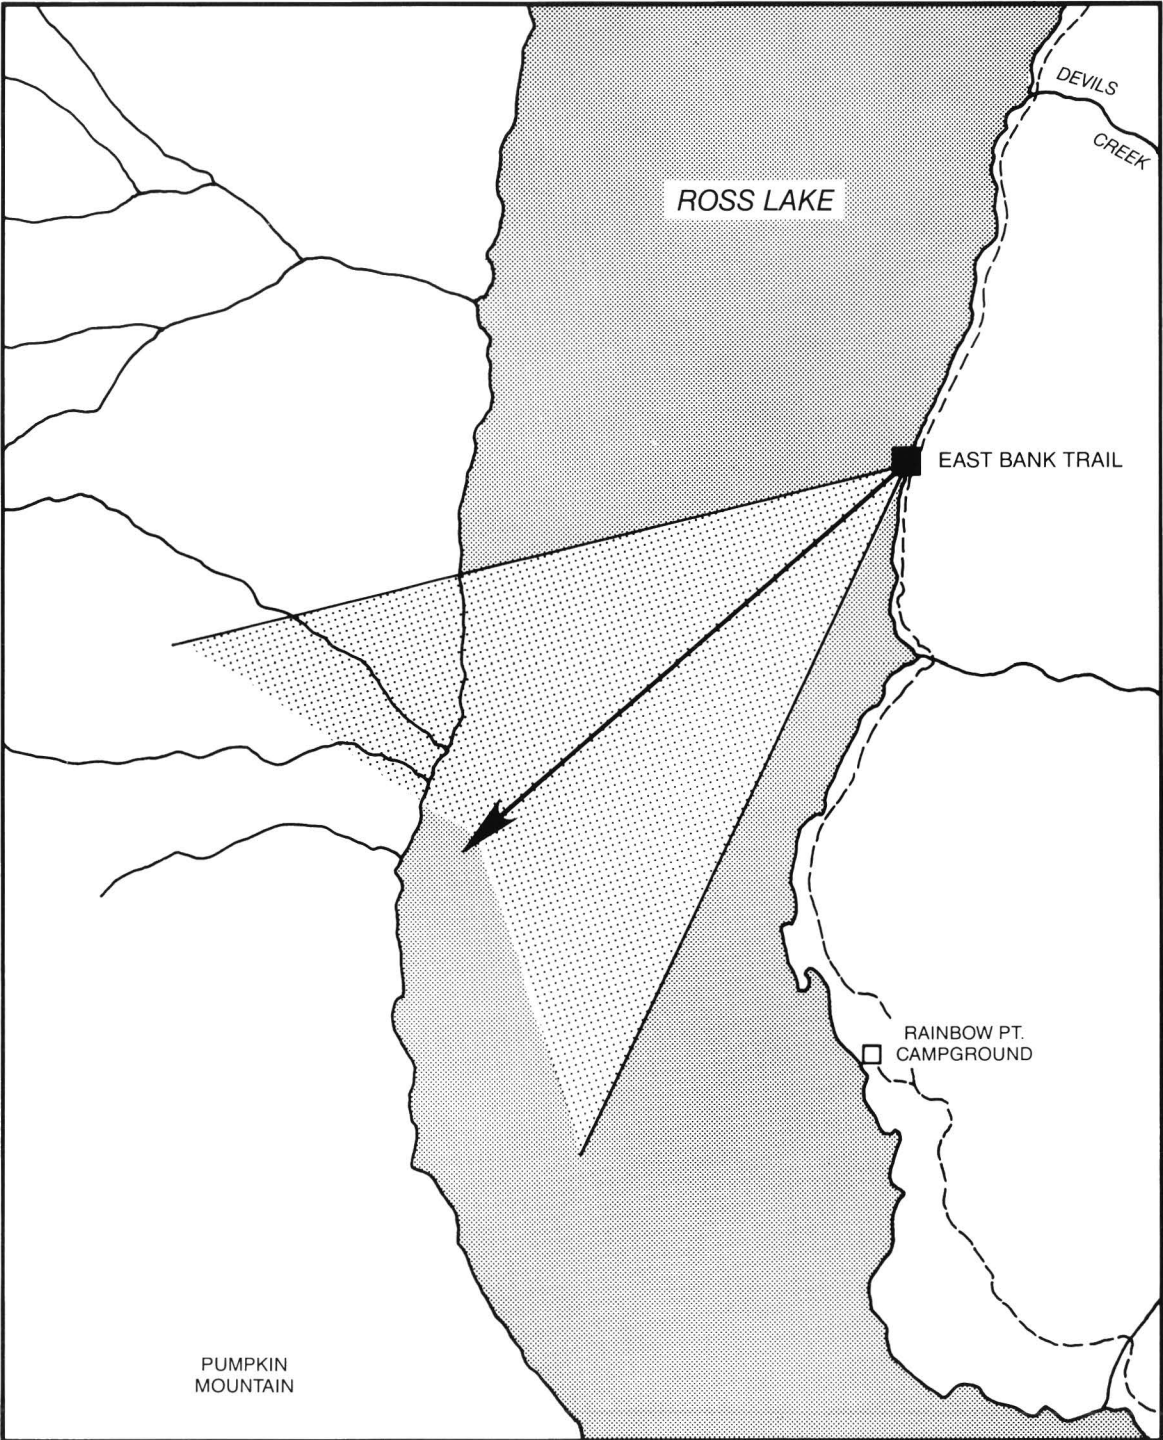 DEVILS
CREEK
ROSS LAKE
EAST BANK TRAIL
RAINBOW PT.
CAMPGROUND
PUMPKIN
MOUNTAIN